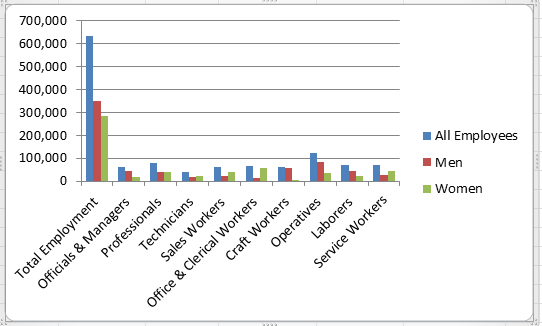 700,000
600,000
500,000
400,000
300,000
200,000
100,000
0
Total Employment
Officials & Managers
Professionals
Technicians
Sales Workers
Office & Clerical Workers
Craft Workers
Operatives
Laborers
Service Workers
All Employees
Men
Women